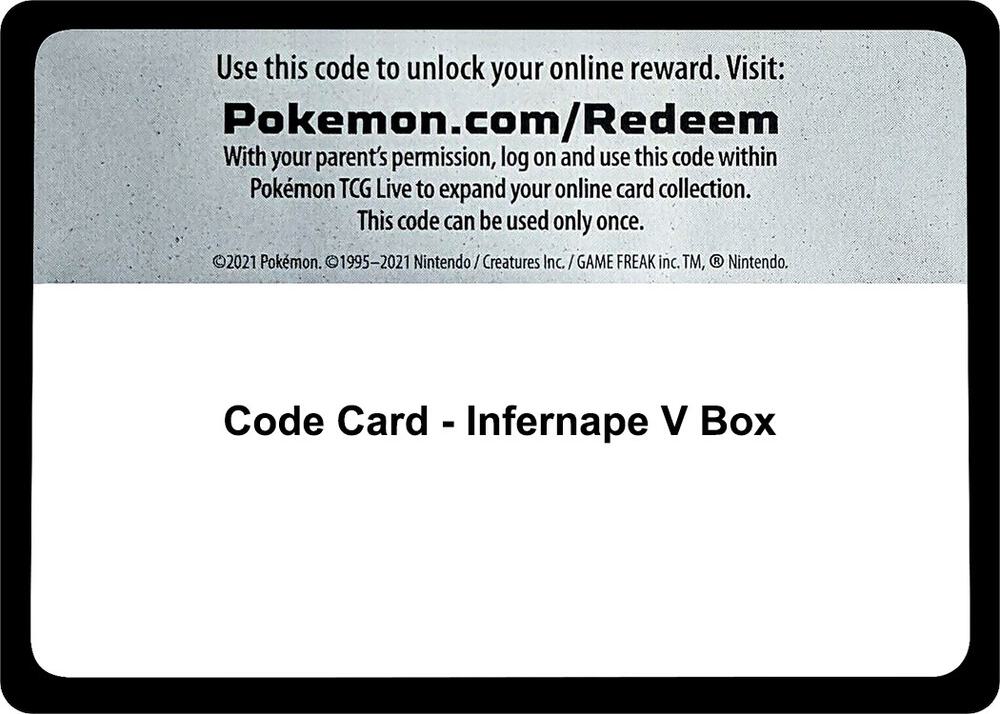 Use this code to unlock your online reward. Visit:
Pokemon.com/Redeem
With your parent's permission, log on and use this code within
Pokémon TCG Live to expand your online card collection.
This code can be used only once.
©2021 Pokémon. ©1995–2021 Nintendo / Creatures Inc. / GAME FREAK inc. TM, ® Nintendo.
Code Card - Infernape V Box